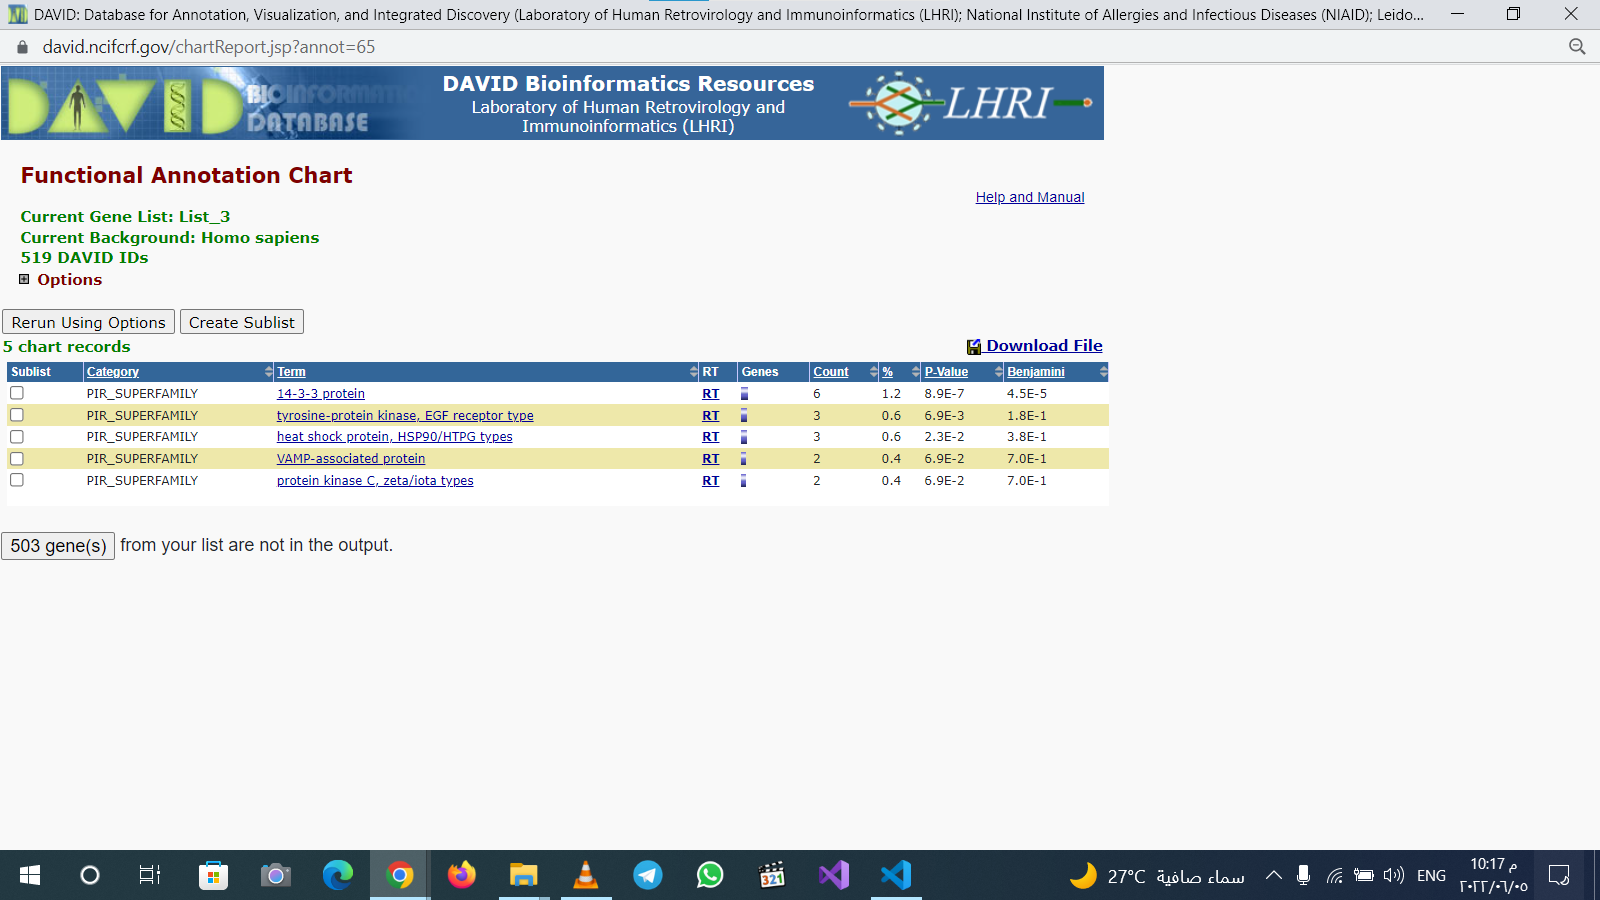 DAVID: Database for Annotation, Visualization, and Integrated Discovery (Laboratory of Human Retrovirology and Immunoinformatics (LHRI); National Institute of Allergies and Infectious Diseases (NIAID); Leido...
david.ncifcrf.gov/chartReport.jsp?annot=65
DAVID BIOINFORMATIC
DATABASE
DAVID Bioinformatics Resources
Laboratory of Human Retrovirology and
Immunoinformatics (LHRI)
LHRI
Functional Annotation Chart
Help and Manual
Current Gene List: List_3
Current Background: Homo sapiens
519 DAVID IDs
Options
Rerun Using Options Create Sublist
5 chart records Download File
Sublist Category Term RT Genes Count % P-Value Benjamini
PIR_SUPERFAMILY 14-3-3 protein RT 6 1.2 8.9E-7 4.5E-5
PIR_SUPERFAMILY tyrosine-protein kinase, EGF receptor type RT 3 0.6 6.9E-3 1.8E-1
PIR_SUPERFAMILY heat shock protein, HSP90/HTPG types RT 3 0.6 2.3E-2 3.8E-1
PIR_SUPERFAMILY VAMP-associated protein RT 2 0.4 6.9E-2 7.0E-1
PIR_SUPERFAMILY protein kinase C, zeta/iota types RT 2 0.4 6.9E-2 7.0E-1
503 gene(s) from your list are not in the output.
321
27°C سماء صافية
ENG
10:17 م
٢٠٢٢/٠٦/٠٥